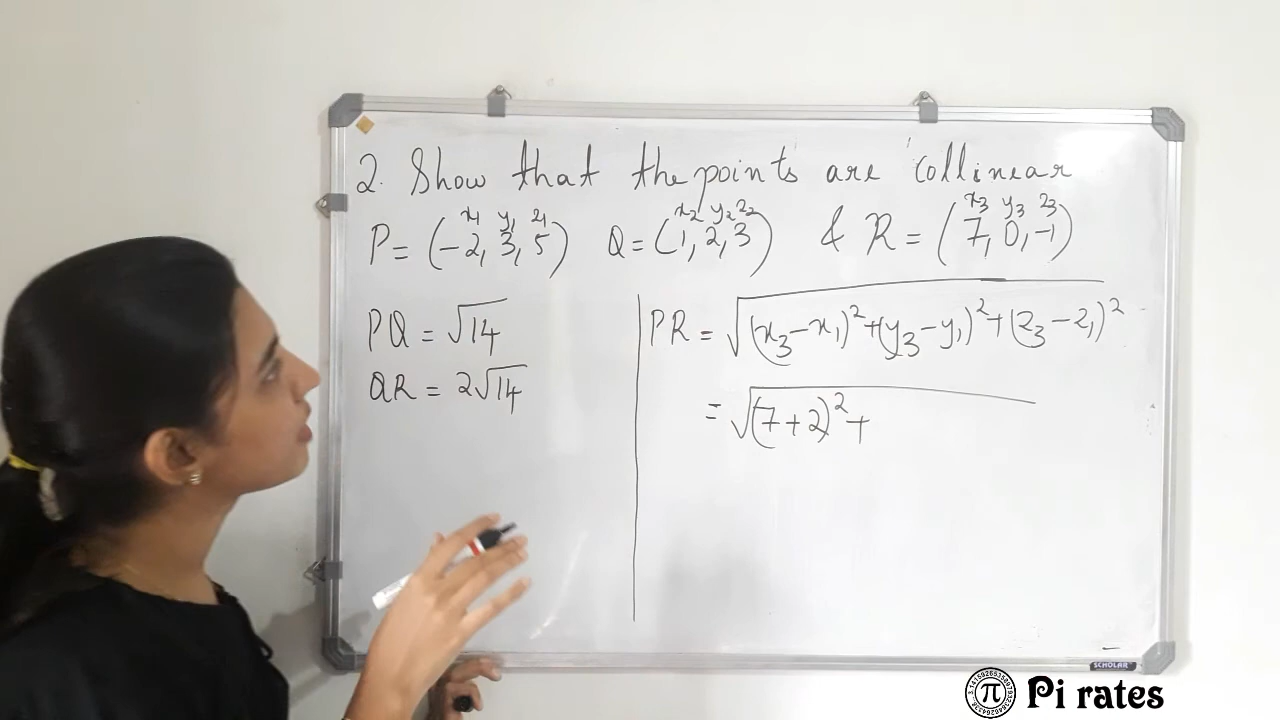 2. Show that the points are collinear
x₁ y₁ z₁ x₂ y₂ z₂ x₃ y₃ z₃
P = (-2, 3, 5) Q = (1, 2, 3) & R = (7, 0, -1)
PQ = √14
QR = 2√14
PR = √(x₃-x₁)²+(y₃-y₁)²+(z₃-z₁)²
= √(7+2)²+
SCHOLAR
π
Pi rates